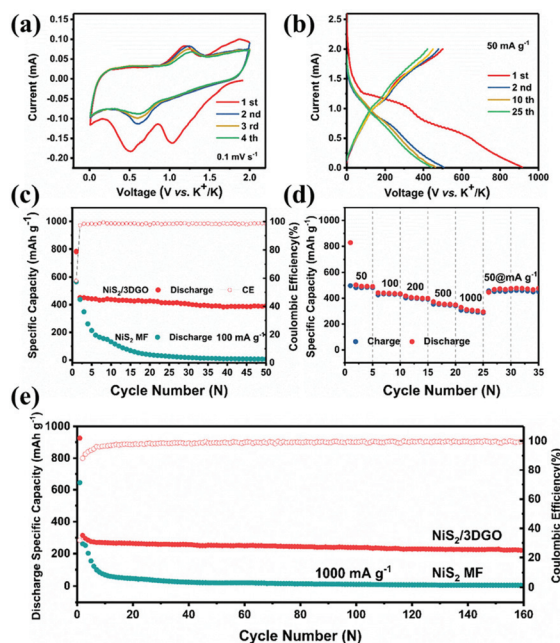 (a)
Current (mA)
0.10
0.05
0.00
0.05
-0.10
-0.15
-0.20
1 st
2 nd
3 rd
4 th
0.1 mV s⁻¹
0.0 0.5 1.0 1.5 2.0
Voltage (V vs. K⁺/K)
(b)
Current (mA)
2.5
2.0
1.5
1.0
0.5
0.0
50 mA g⁻¹
1 st
2 nd
10 th
25 th
0 200 400 600 800 1000
Voltage (V vs. K⁺/K)
(c)
Specific Capacity (mAh g⁻¹)
1000
800
600
400
200
0
NiS₂/3DGO Discharge CE
NiS₂ MF Discharge 100 mA g⁻¹
100
80
60
40
20
0
Coulombic Efficiency(%)
0 5 10 15 20 25 30 35 40 45 50
Cycle Number (N)
(d)
Specific Capacity (mAh g⁻¹)
1000
800
600
400
200
0
50 100 200 500 1000 50@mA g⁻¹
Charge Discharge
0 5 10 15 20 25 30 35
Cycle Number (N)
(e)
Discharge Specific Capacity (mAh g⁻¹)
1000
800
600
400
200
0
NiS₂/3DGO
1000 mA g⁻¹ NiS₂ MF
100
80
60
40
20
0
Coulombic Efficiency(%)
0 20 40 60 80 100 120 140 160
Cycle Number (N)